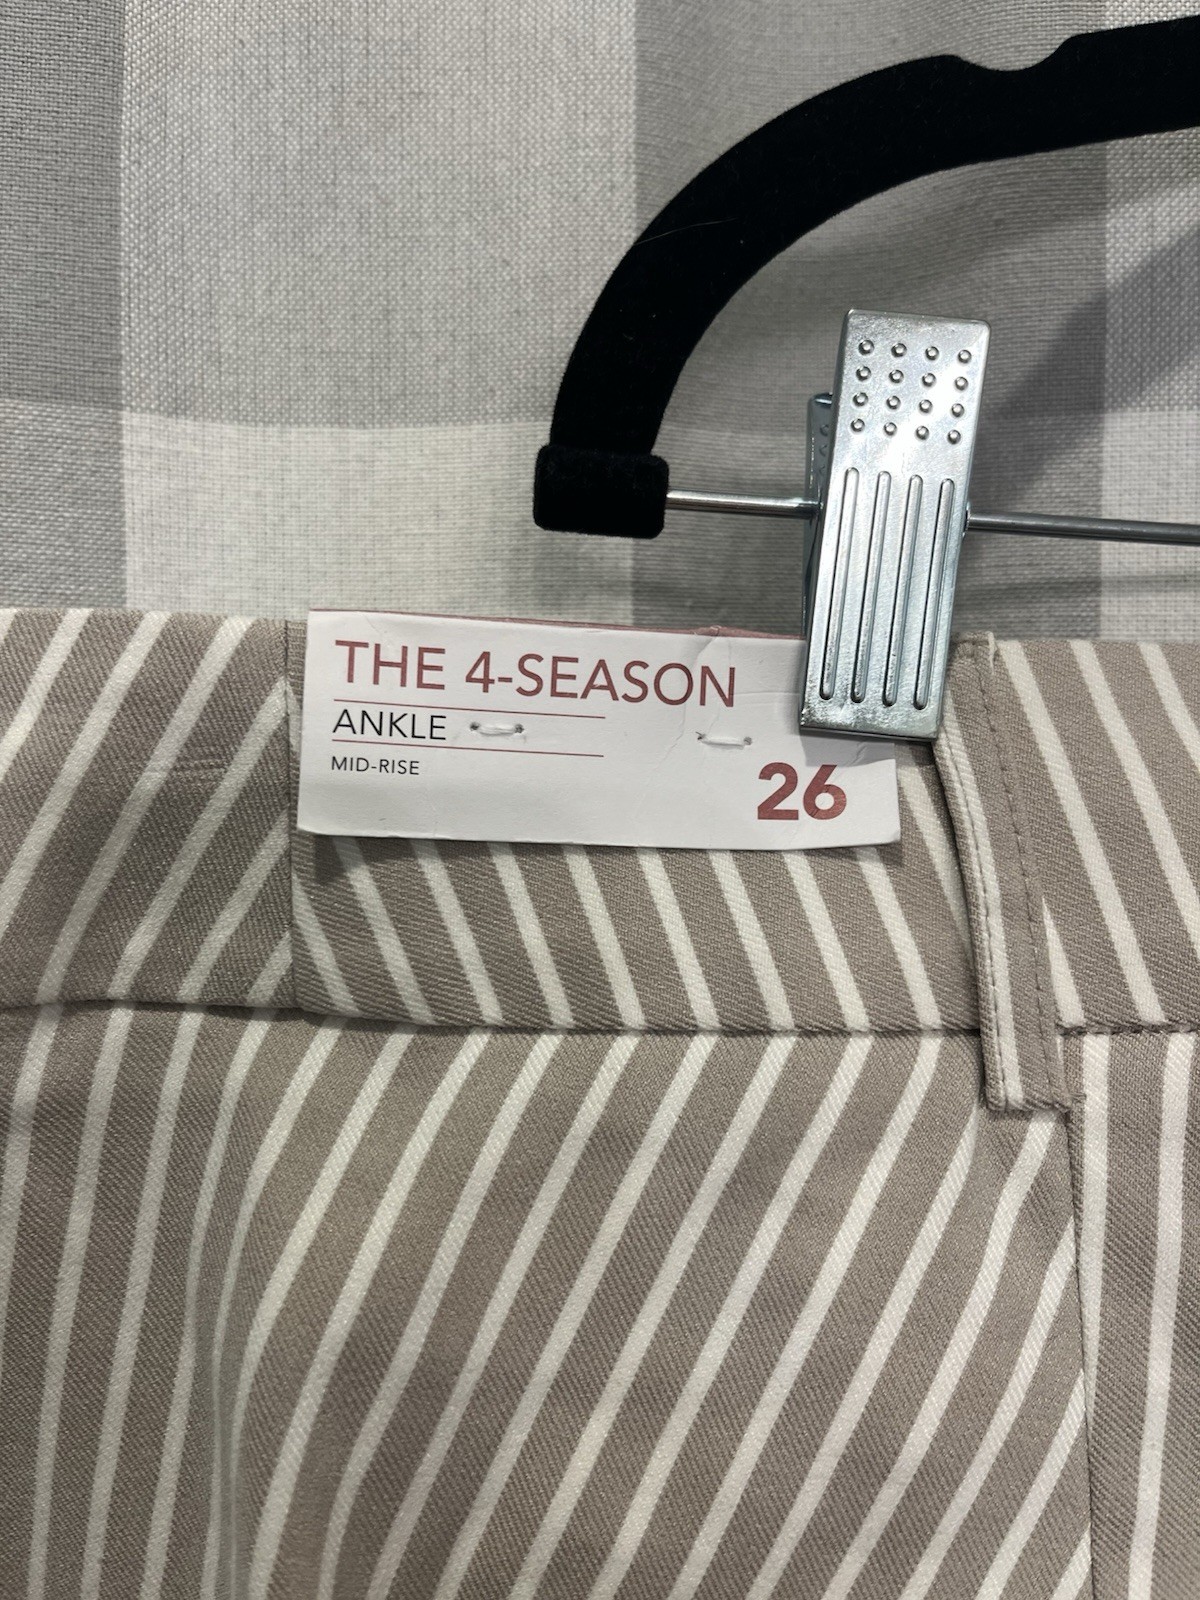 THE 4-SEASON
ANKLE
MID-RISE
26